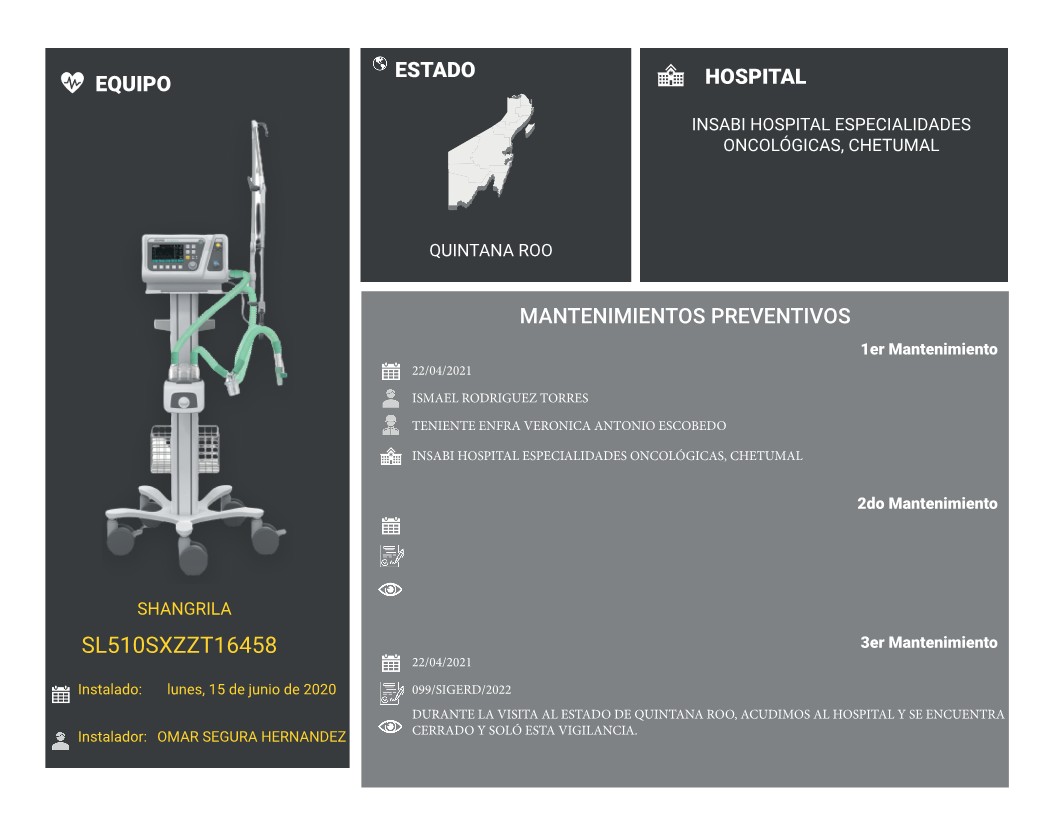 EQUIPO
SHANGRILA
SL510SXZZT16458
Instalado: lunes, 15 de junio de 2020
Instalador: OMAR SEGURA HERNANDEZ
ESTADO
QUINTANA ROO
HOSPITAL
INSABI HOSPITAL ESPECIALIDADES
ONCOLÓGICAS, CHETUMAL
MANTENIMIENTOS PREVENTIVOS
1er Mantenimiento
22/04/2021
ISMAEL RODRIGUEZ TORRES
TENIENTE ENFRA VERONICA ANTONIO ESCOBEDO
INSABI HOSPITAL ESPECIALIDADES ONCOLÓGICAS, CHETUMAL
2do Mantenimiento
3er Mantenimiento
22/04/2021
099/SIGERD/2022
DURANTE LA VISITA AL ESTADO DE QUINTANA ROO, ACUDIMOS AL HOSPITAL Y SE ENCUENTRA
CERRADO Y SOLÓ ESTA VIGILANCIA.